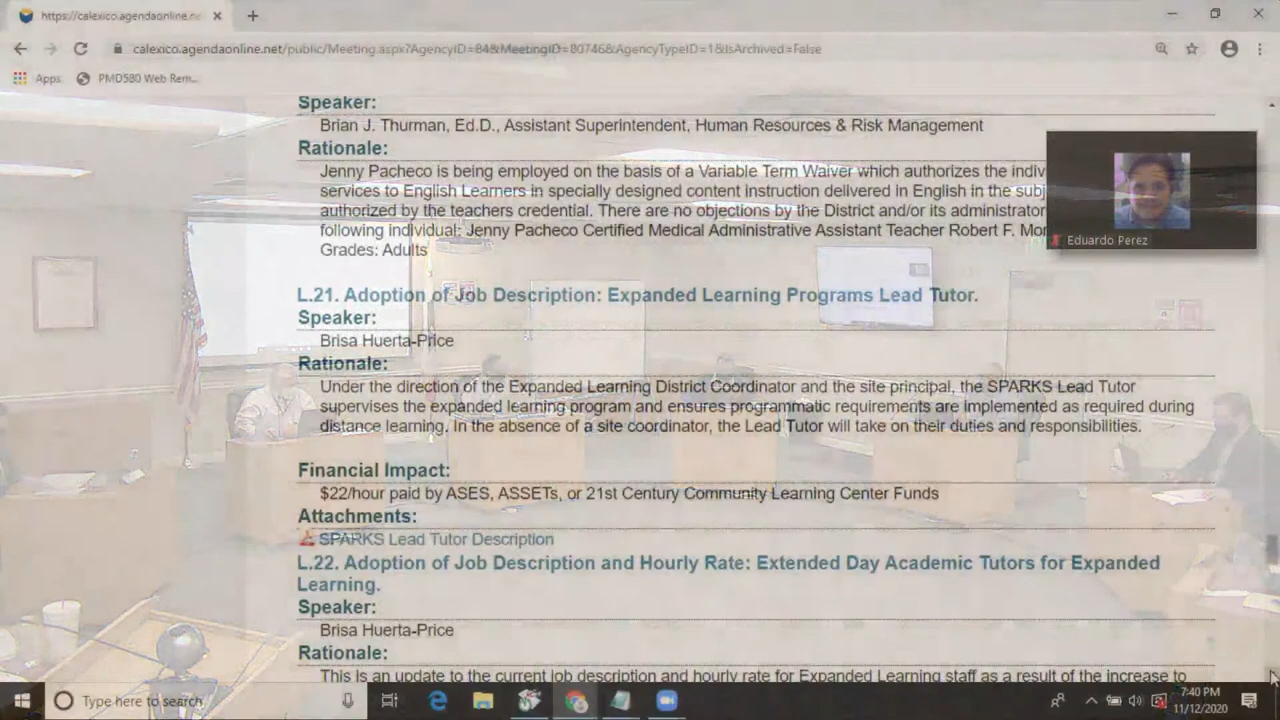 https://calexico.agendaonline.ne
calexico.agendaonline.net/public/Meeting.aspx?AgencyID=84&MeetingID=80746&AgencyTypeID=1&IsArchived=False
Apps PMD580 Web Rem...
Speaker:
Brian J. Thurman, Ed.D., Assistant Superintendent, Human Resources & Risk Management
Rationale:
Jenny Pacheco is being employed on the basis of a Variable Term Waiver which authorizes the indiv
services to English Learners in specially designed content instruction delivered in English in the subj
authorized by the teachers credential. There are no objections by the District and/or its administrator
following individual: Jenny Pacheco Certified Medical Administrative Assistant Teacher Robert F. Mor
Grades: Adults
Eduardo Perez
L.21. Adoption of Job Description: Expanded Learning Programs Lead Tutor.
Speaker:
Brisa Huerta-Price
Rationale:
Under the direction of the Expanded Learning District Coordinator and the site principal, the SPARKS Lead Tutor
supervises the expanded learning program and ensures programmatic requirements are implemented as required during
distance learning. In the absence of a site coordinator, the Lead Tutor will take on their duties and responsibilities.
Financial Impact:
$22/hour paid by ASES, ASSETs, or 21st Century Community Learning Center Funds
Attachments:
SPARKS Lead Tutor Description
L.22. Adoption of Job Description and Hourly Rate: Extended Day Academic Tutors for Expanded
Learning.
Speaker:
Brisa Huerta-Price
Rationale:
This is an update to the current job description and hourly rate for Expanded Learning staff as a result of the increase to
Type here to search
7:40 PM
11/12/2020